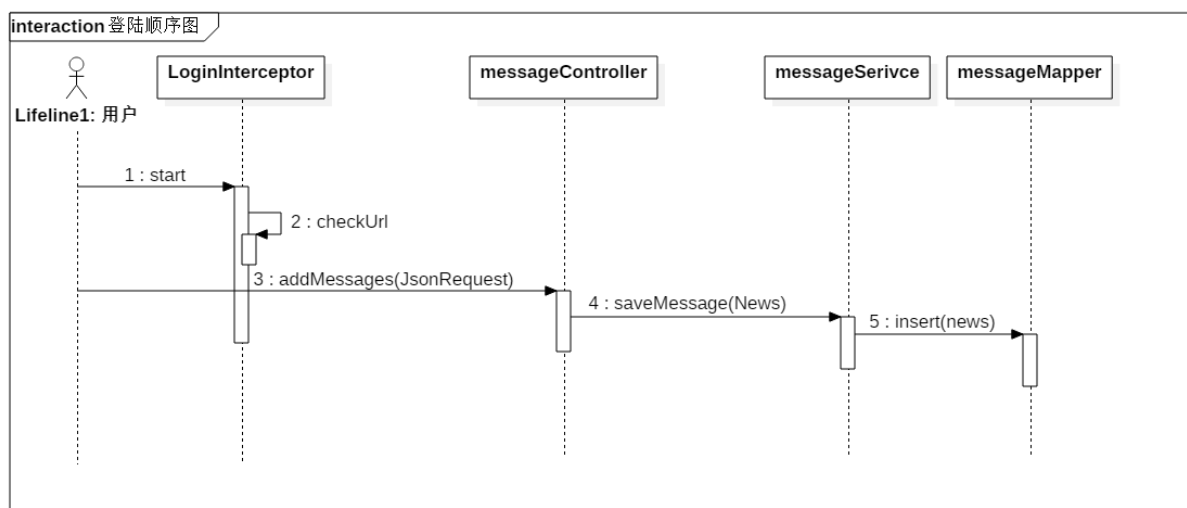 interaction 登陆顺序图
LoginInterceptor
messageController
messageSerivce
messageMapper
Lifeline1: 用户
1 : start
2 : checkUrl
3 : addMessages(JsonRequest)
4 : saveMessage(News)
5 : insert(news)